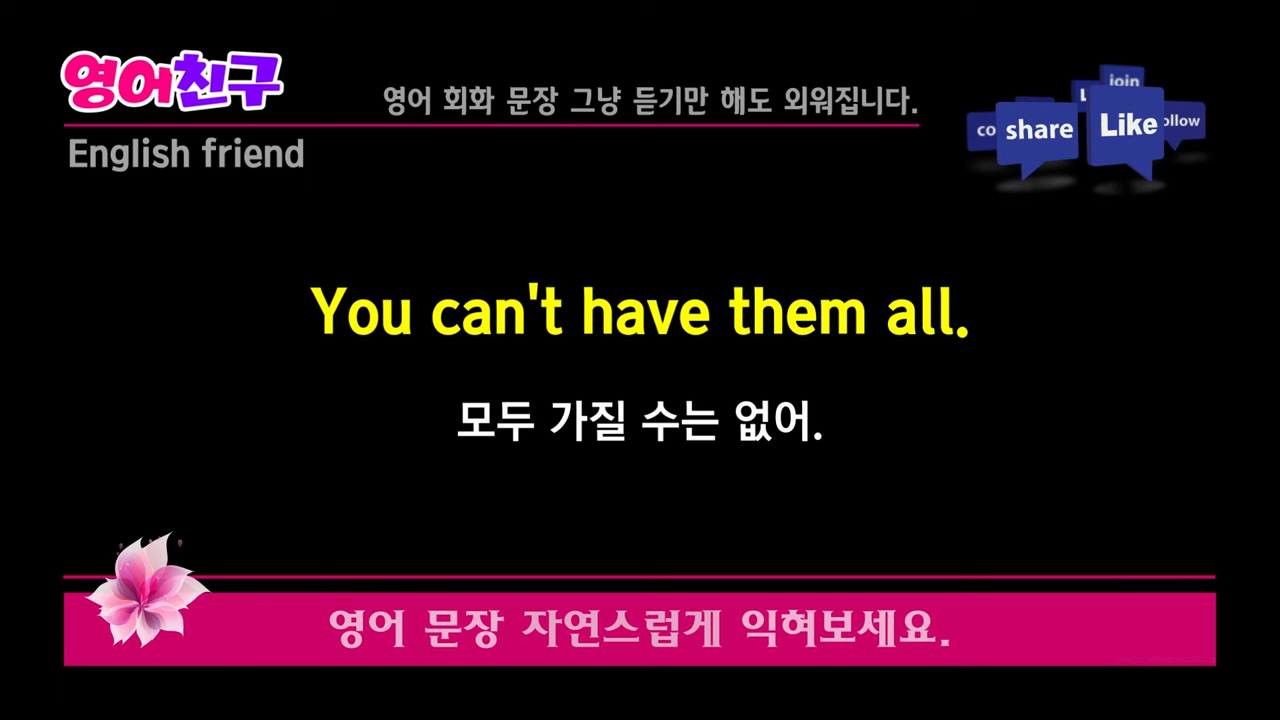 영어친구
영어 회화 문장 그냥 듣기만 해도 외워집니다.
English friend
join
share
Like
You can't have them all.
모두 가질 수는 없어.
영어 문장 자연스럽게 익혀보세요.